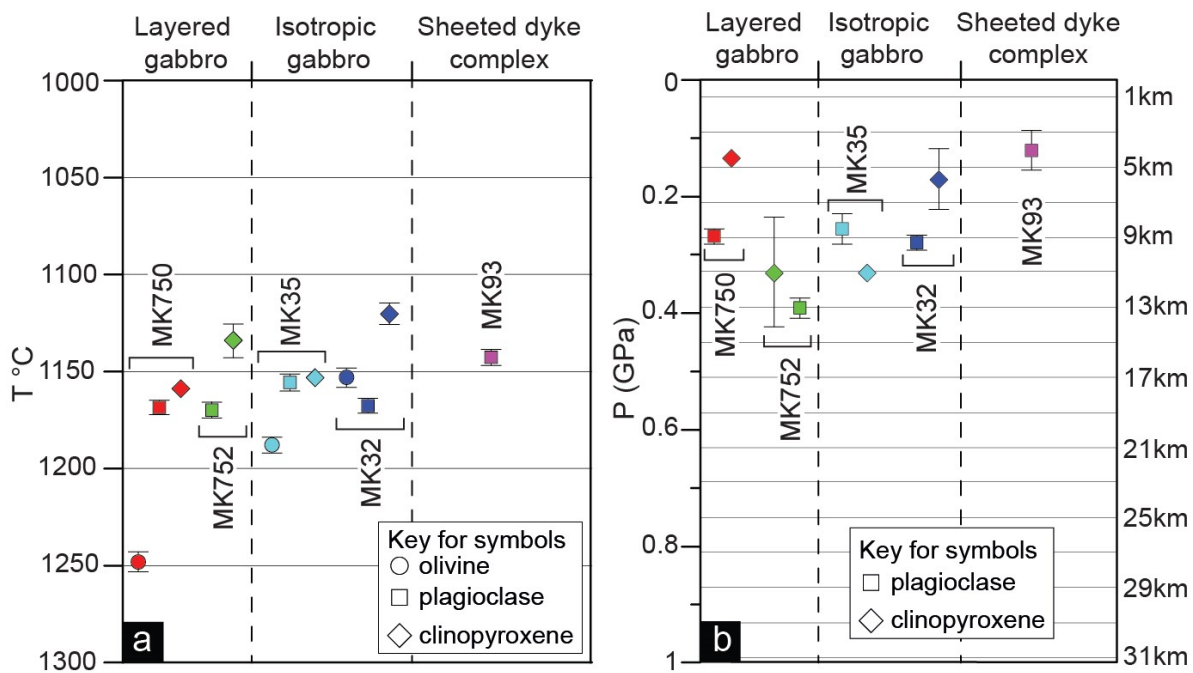 Layered
gabbro
Isotropic
gabbro
Sheeted dyke
complex
1000
1050
1100
1150
1200
1250
1300
T °C
MK750
MK752
MK35
MK32
MK93
Key for symbols
olivine
plagioclase
clinopyroxene
a
Layered
gabbro
Isotropic
gabbro
Sheeted dyke
complex
0
0.2
0.4
0.6
0.8
1
P (GPa)
MK750
MK752
MK35
MK32
MK93
1km
5km
9km
13km
17km
21km
25km
29km
31km
Key for symbols
plagioclase
clinopyroxene
b